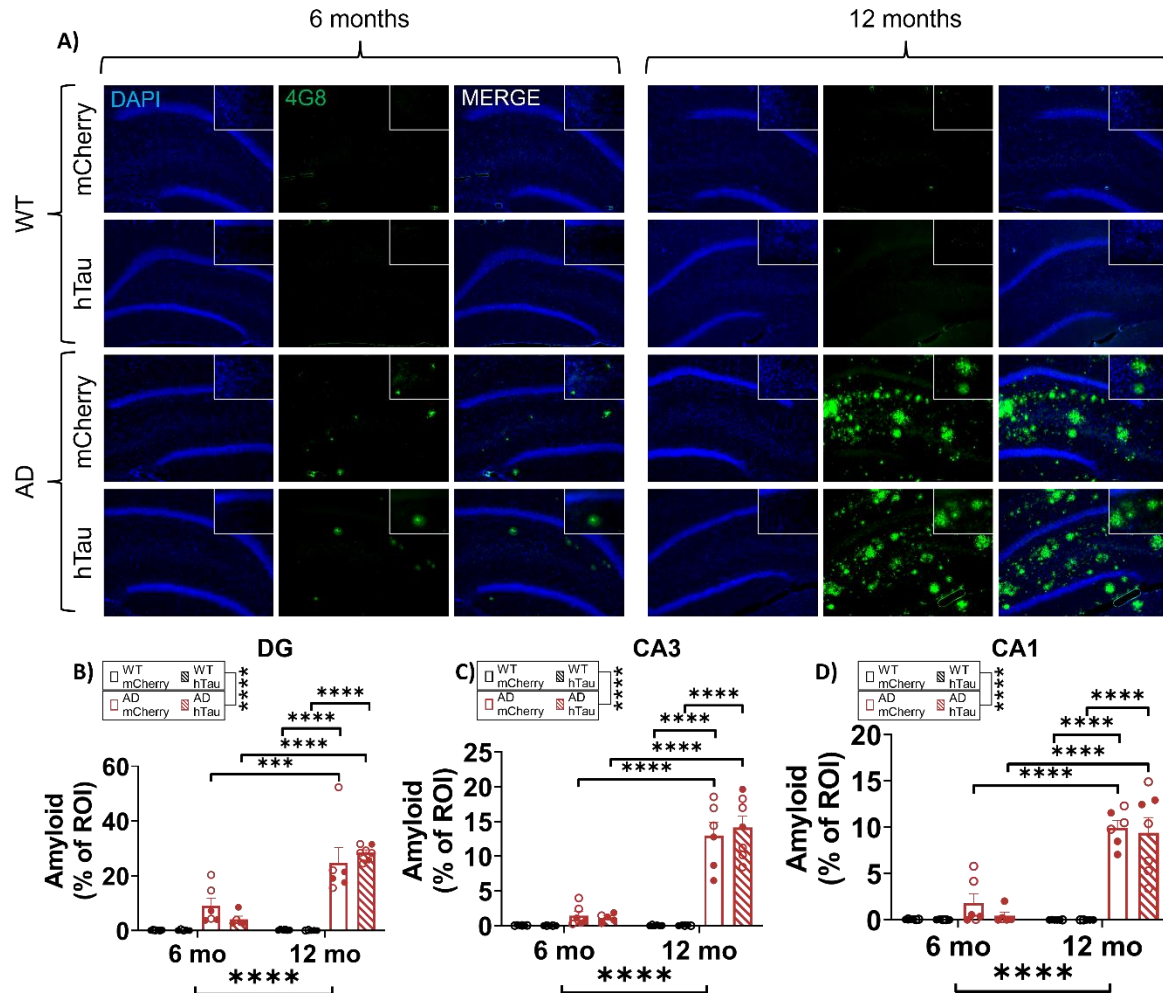 6 months
12 months
A)
DAPI
4G8
MERGE
WT
mCherry
hTau
AD
mCherry
hTau
DG
B)
WT mCherry
WT hTau
AD mCherry
AD hTau
****
****
****
****
***
Amyloid
(% of ROI)
60
40
20
0
6 mo
12 mo
****
CA3
C)
WT mCherry
WT hTau
AD mCherry
AD hTau
****
****
****
****
****
Amyloid
(% of ROI)
25
20
15
10
5
0
6 mo
12 mo
****
CA1
D)
WT mCherry
WT hTau
AD mCherry
AD hTau
****
****
****
****
****
Amyloid
(% of ROI)
20
15
10
5
0
6 mo
12 mo
****